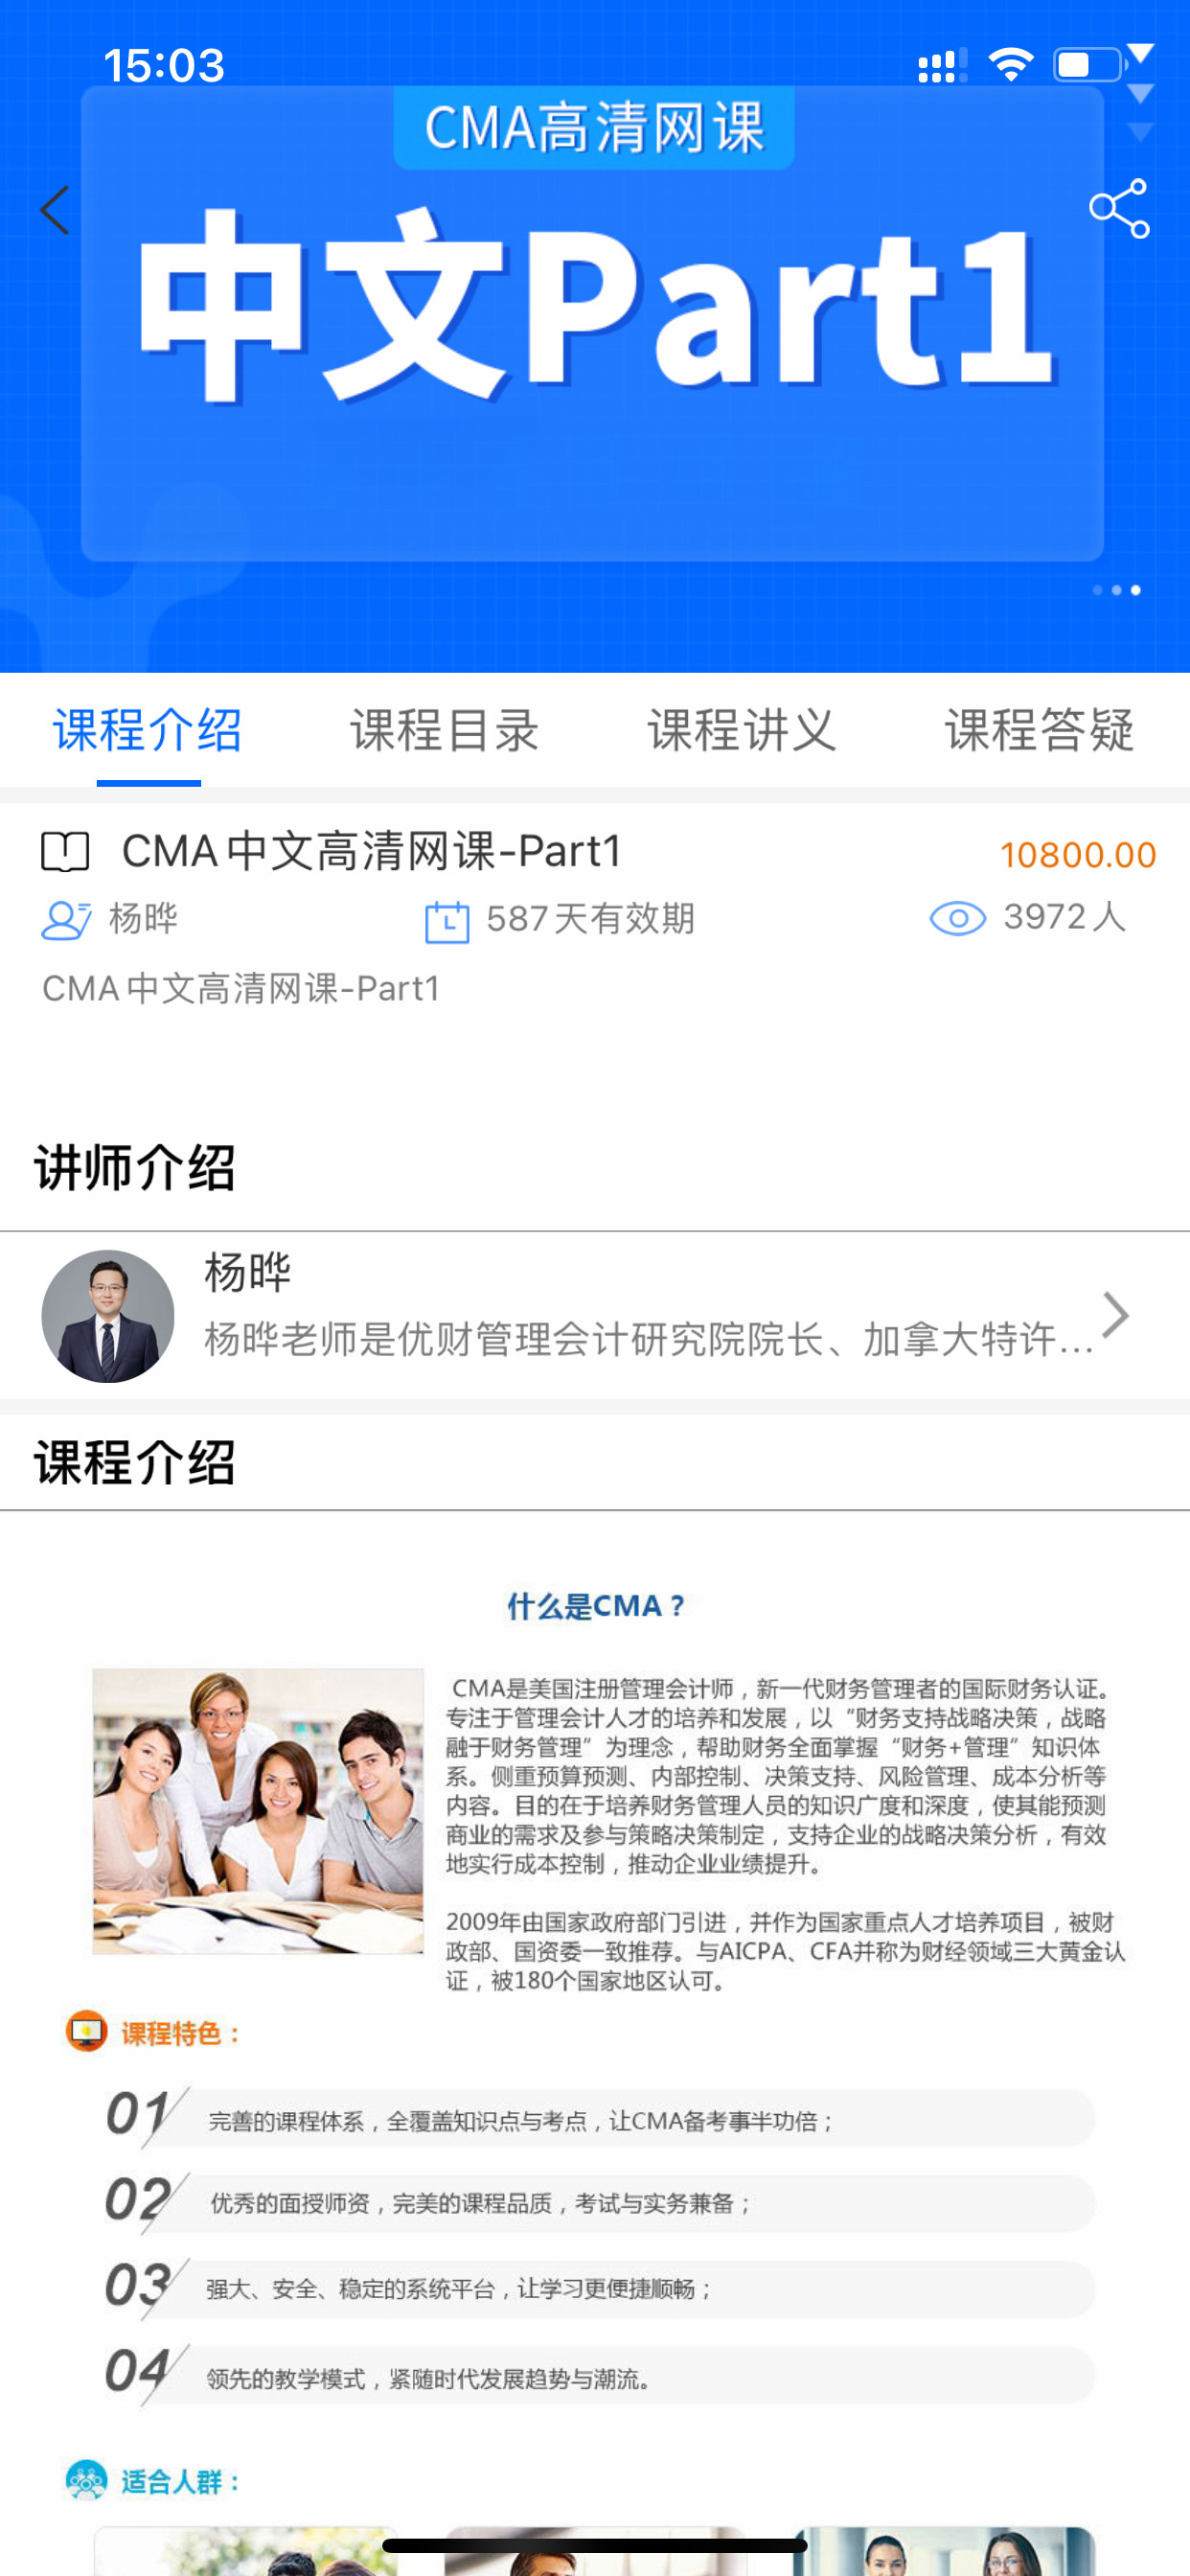 15:03
CMA高清网课
中文Part1
课程介绍 课程目录 课程讲义 课程答疑
CMA中文高清网课-Part1 10800.00
杨晔 587天有效期 3972人
CMA中文高清网课-Part1
讲师介绍
杨晔
杨晔老师是优财管理会计研究院院长、加拿大特许...
课程介绍
什么是CMA？
CMA是美国注册管理会计师，新一代财务管理者的国际财务认证。
专注于管理会计人才的培养和发展，以“财务支持战略决策，战略
融于财务管理”为理念，帮助财务全面掌握“财务+管理”知识体
系。侧重预算预测、内部控制、决策支持、风险管理、成本分析等
内容。目的在于培养财务管理人员的知识广度和深度，使其能预测
商业的需求及参与策略决策制定，支持企业的战略决策分析，有效
地实行成本控制，推动企业业绩提升。
2009年由国家政府部门引进，并作为国家重点人才培养项目，被财
政部、国资委一致推荐。与AICPA、CFA并称为财经领域三大黄金认
证，被180个国家地区认可。
课程特色：
01 完善的课程体系，全覆盖知识点与考点，让CMA备考事半功倍；
02 优秀的面授师资，完美的课程品质，考试与实务兼备；
03 强大、安全、稳定的系统平台，让学习更便捷顺畅；
04 领先的教学模式，紧随时代发展趋势与潮流。
适合人群：